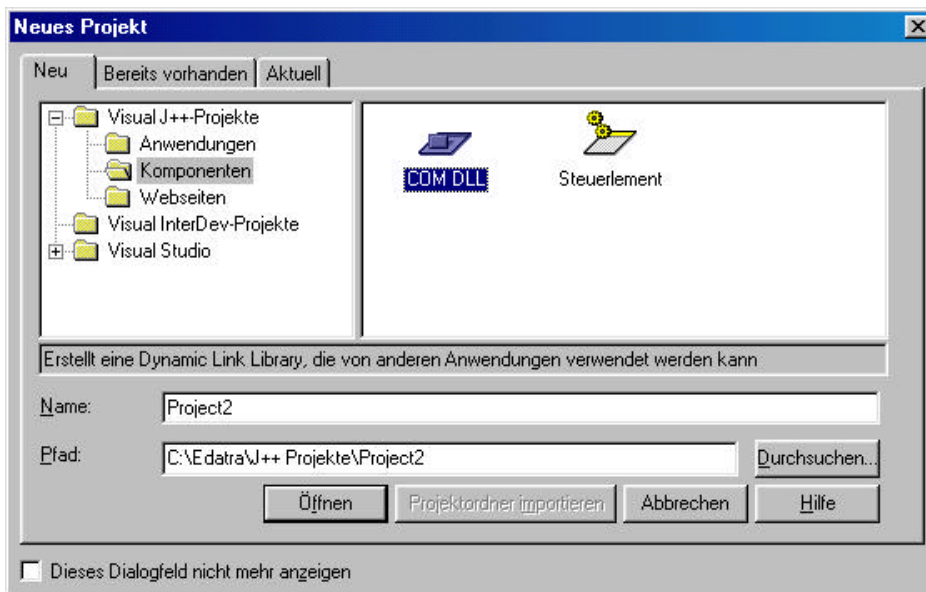 Neues Projekt
Neu
Bereits vorhanden
Aktuell
Visual J++-Projekte
Anwendungen
Komponenten
Webseiten
Visual InterDev-Projekte
Visual Studio
COM DLL
Steuerlement
Erstellt eine Dynamic Link Library, die von anderen Anwendungen verwendet werden kann
Name:
Project2
Pfad:
C:\Edatra\J++ Projekte\Project2
Durchsuchen...
Öffnen
Projektordner importieren
Abbrechen
Hilfe
Dieses Dialogfeld nicht mehr anzeigen